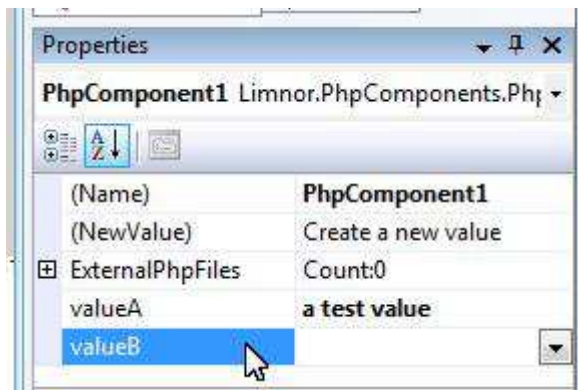 Properties
PhpComponent1 Limnor.PhpComponents.Php
(Name) PhpComponent1
(NewValue) Create a new value
ExternalPhpFiles Count:0
valueA a test value
valueB